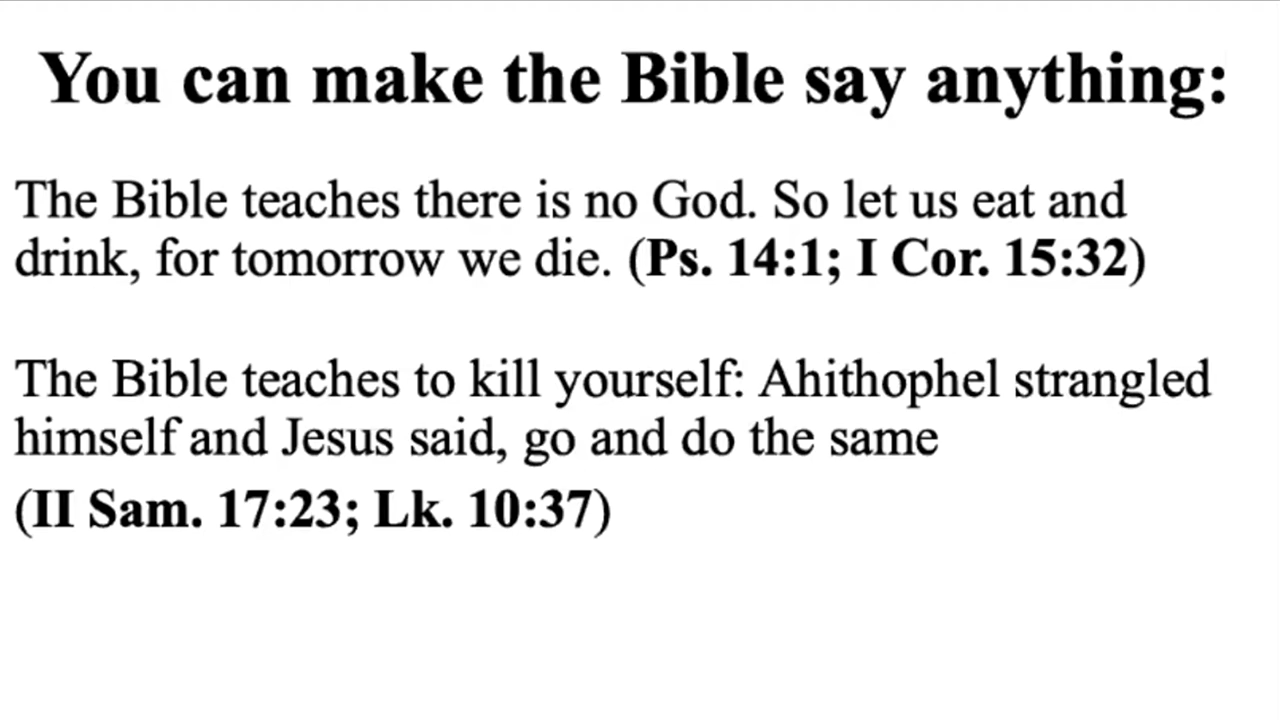 You can make the Bible say anything:
The Bible teaches there is no God. So let us eat and
drink, for tomorrow we die. (Ps. 14:1; I Cor. 15:32)
The Bible teaches to kill yourself: Ahithophel strangled
himself and Jesus said, go and do the same
(II Sam. 17:23; Lk. 10:37)